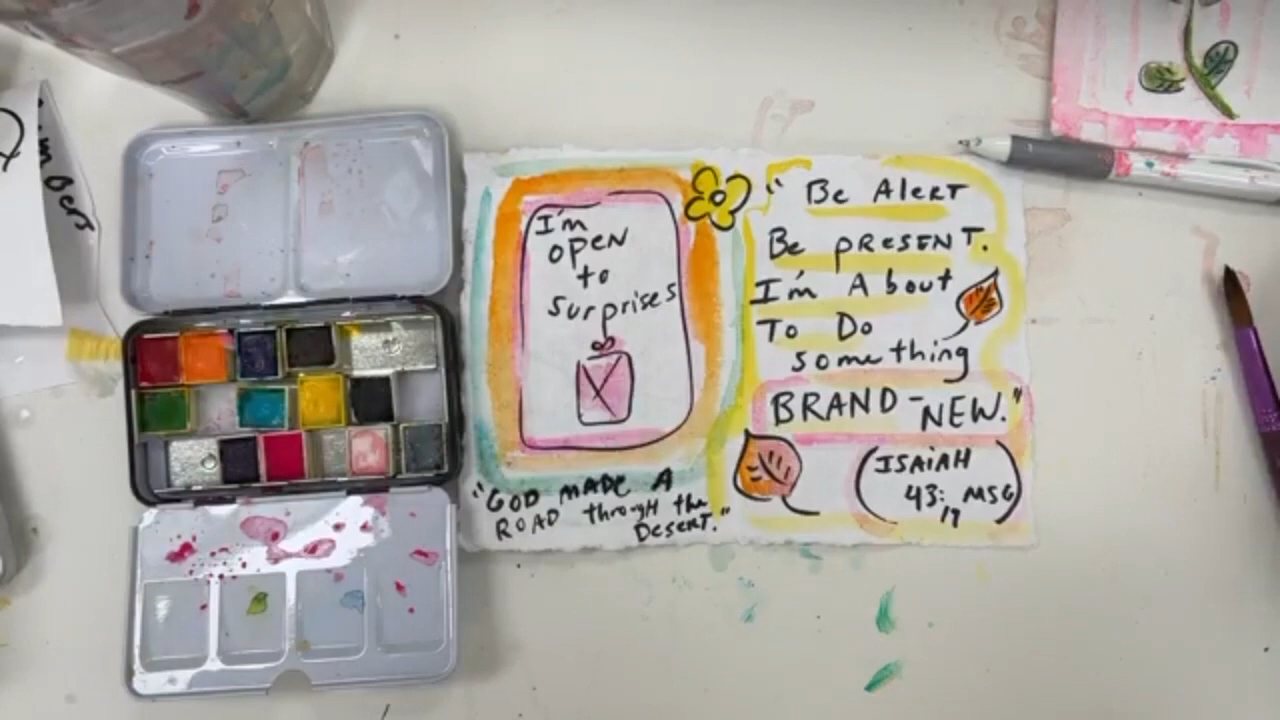 I'm
open
to
surprises
"GOD MADE A
ROAD through the
Desert."
"Be Alert
Be PRESENT.
I'm About
To Do
something
BRAND-NEW."
(ISAIAH
43: MSG)
19